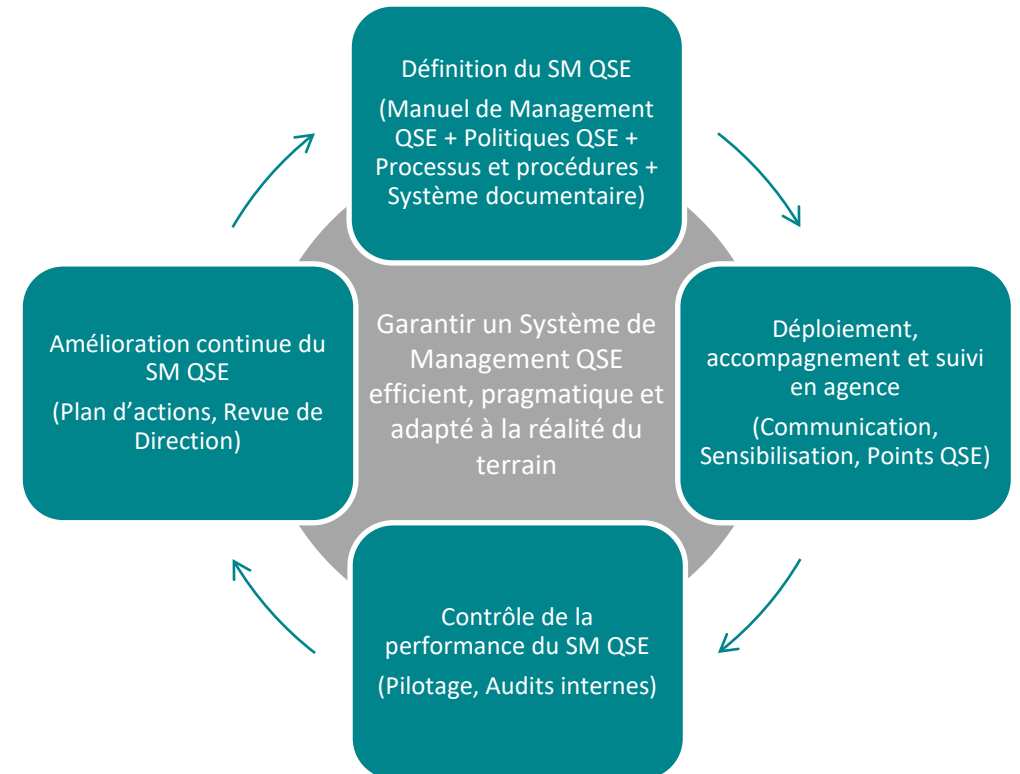 Définition du SM QSE
(Manuel de Management
QSE + Politiques QSE +
Processus et procédures +
Système documentaire)
Garantir un Système de
Management QSE
efficient, pragmatique et
adapté à la réalité du
terrain
Déploiement,
accompagnement et suivi
en agence
(Communication,
Sensibilisation, Points QSE)
Contrôle de la
performance du SM QSE
(Pilotage, Audits internes)
Amélioration continue du
SM QSE
(Plan d’actions, Revue de
Direction)